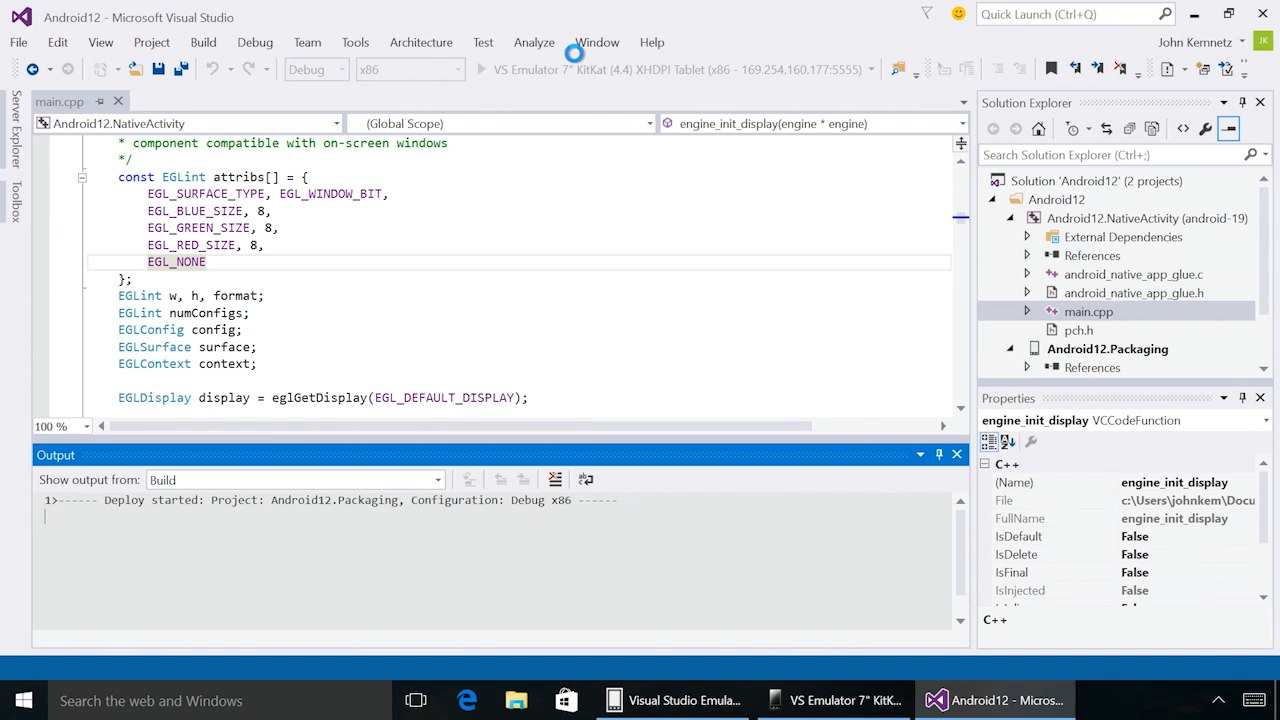 Android12 - Microsoft Visual Studio
Quick Launch (Ctrl+Q)
File Edit View Project Build Debug Team Tools Architecture Test Analyze Window Help
John Kemnetz JK
Debug x86 VS Emulator 7" KitKat (4.4) XHDPI Tablet (x86 - 169.254.160.177:5555)
Server Explorer
Toolbox
main.cpp
Android12.NativeActivity (Global Scope) engine_init_display(engine * engine)
* component compatible with on-screen windows
*/
const EGLint attribs[] = {
EGL_SURFACE_TYPE, EGL_WINDOW_BIT,
EGL_BLUE_SIZE, 8,
EGL_GREEN_SIZE, 8,
EGL_RED_SIZE, 8,
EGL_NONE
};
EGLint w, h, format;
EGLint numConfigs;
EGLConfig config;
EGLSurface surface;
EGLContext context;
EGLDisplay display = eglGetDisplay(EGL_DEFAULT_DISPLAY);
100 %
Output
Show output from: Build
1>------ Deploy started: Project: Android12.Packaging, Configuration: Debug x86 ------
Solution Explorer
Search Solution Explorer (Ctrl+;)
Solution 'Android12' (2 projects)
Android12
Android12.NativeActivity (android-19)
External Dependencies
References
android_native_app_glue.c
android_native_app_glue.h
main.cpp
pch.h
Android12.Packaging
References
Properties
engine_init_display VCCodeFunction
C++
(Name) engine_init_display
File c:\Users\johnkem\Docu
FullName engine_init_display
IsDefault False
IsDelete False
IsFinal False
IsInjected False
C++
Search the web and Windows
Visual Studio Emula...
VS Emulator 7" KitK...
Android12 - Micros...